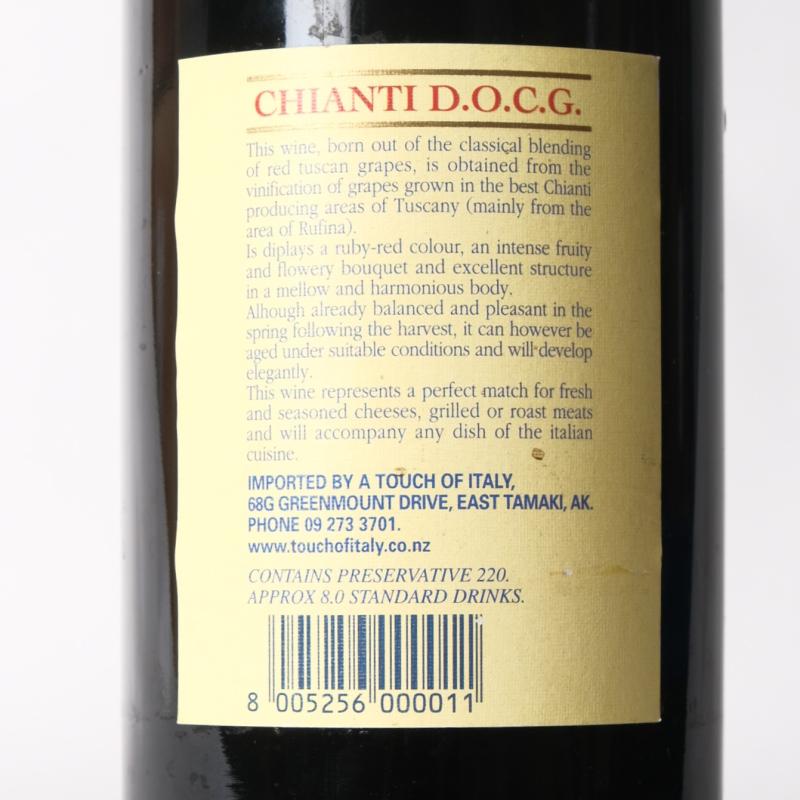 CHIANTI D.O.C.G.
This wine, born out of the classical blending
of red tuscan grapes, is obtained from the
vinification of grapes grown in the best Chianti
producing areas of Tuscany (mainly from the
area of Rufina).
Is diplays a ruby-red colour, an intense fruity
and flowery bouquet and excellent structure
in a mellow and harmonious body.
Alhough already balanced and pleasant in the
spring following the harvest, it can however be
aged under suitable conditions and will develop
elegantly.
This wine represents a perfect match for fresh
and seasoned cheeses, grilled or roast meats
and will accompany any dish of the italian
cuisine.
IMPORTED BY A TOUCH OF ITALY,
68G GREENMOUNT DRIVE, EAST TAMAKI, AK.
PHONE 09 273 3701.
www.touchofitaly.co.nz
CONTAINS PRESERVATIVE 220.
APPROX 8.0 STANDARD DRINKS.
8 005256 000011